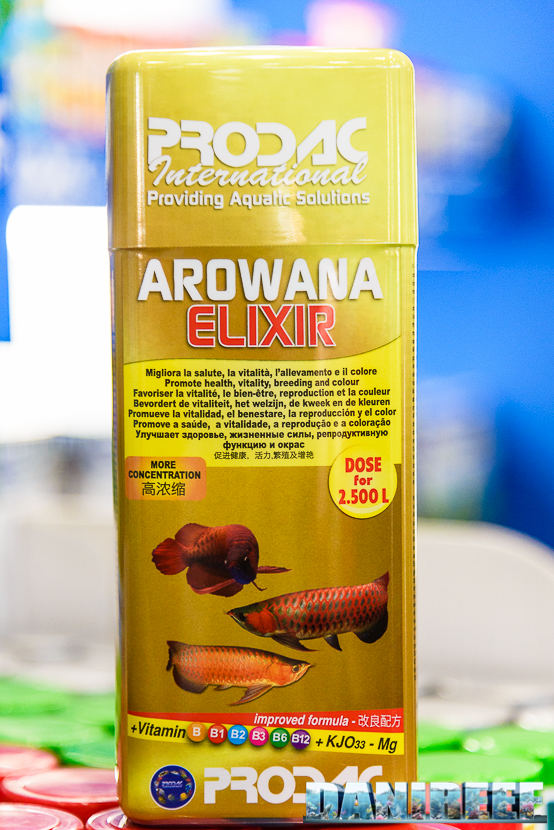 PRODAC
International
Providing Aquatic Solutions
AROWANA
ELIXIR
Migliora la salute, la vitalità, l'allevamento e il colore
Promote health, vitality, breeding and colour
Favoriser la vitalité, le bien-être, reproduction et la couleur
Bevordert de vitaliteit, het welzijn, de kweek en de kleuren
Promueve la vitalidad, el benestare, la reproducción y el color
Promove a saúde, a vitalidade, a reprodução e a coloração
Улучшает здоровье, жизненные силы, репродуктивную
функцию и окрас
促进健康，活力,繁殖及增艳
MORE
CONCENTRATION
高浓缩
DOSE
for
2.500 L
improved formula - 改良配方
+Vitamin B B1 B2 B3 B6 B12 + KJO33 - Mg
PRODAC
PRODAC
DANIREEF